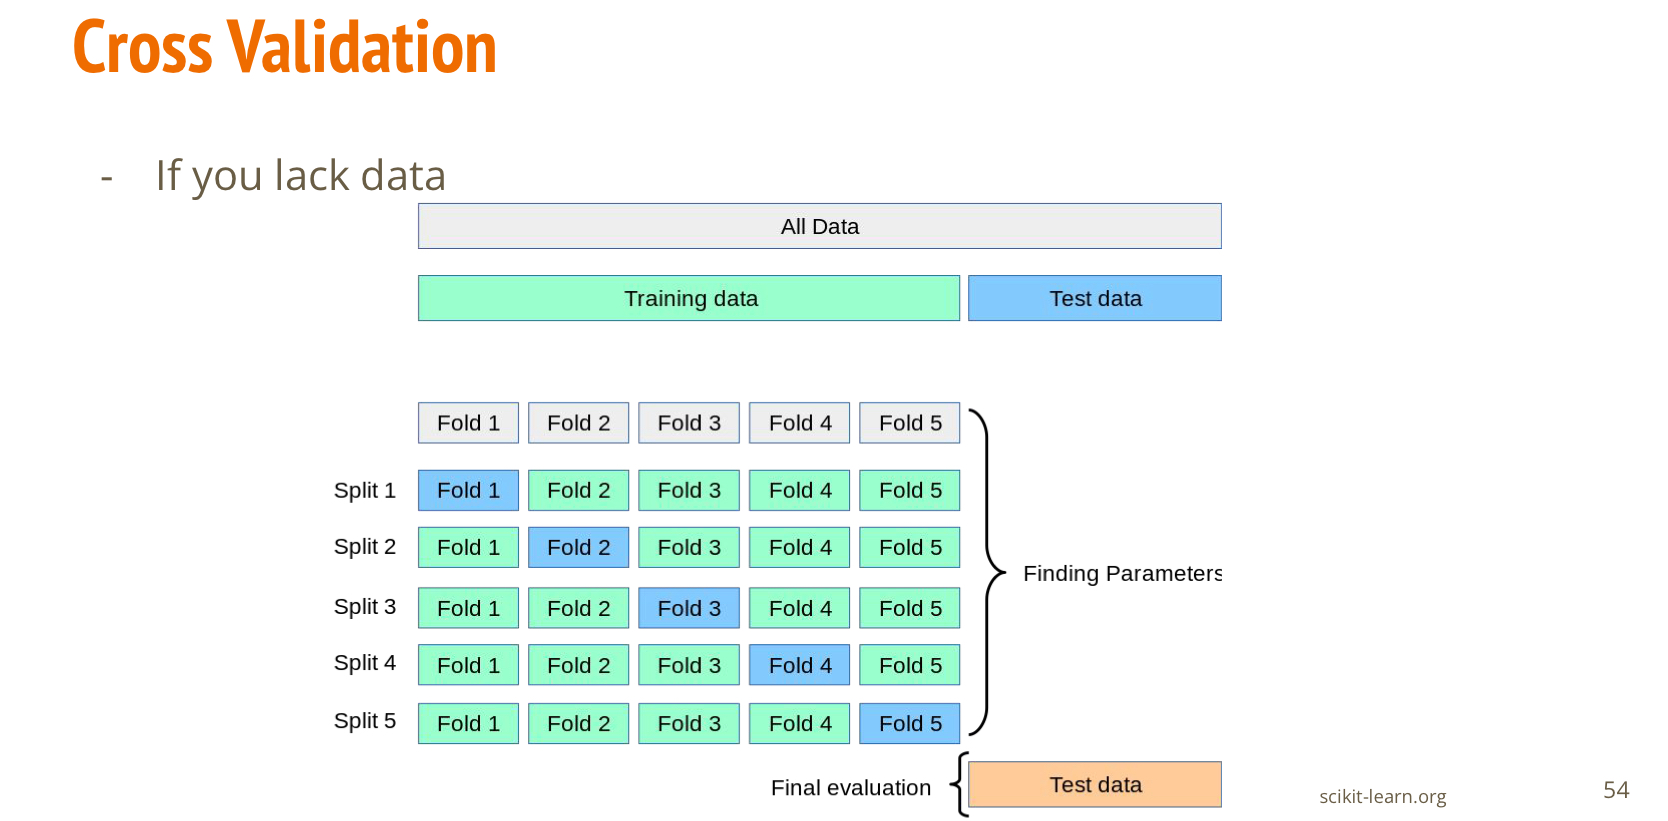 Cross Validation
- If you lack data
All Data
Training data Test data
Fold 1 Fold 2 Fold 3 Fold 4 Fold 5
Split 1 Fold 1 Fold 2 Fold 3 Fold 4 Fold 5
Split 2 Fold 1 Fold 2 Fold 3 Fold 4 Fold 5
Finding Parameters
Split 3 Fold 1 Fold 2 Fold 3 Fold 4 Fold 5
Split 4 Fold 1 Fold 2 Fold 3 Fold 4 Fold 5
Split 5 Fold 1 Fold 2 Fold 3 Fold 4 Fold 5
Final evaluation Test data
scikit-learn.org 54